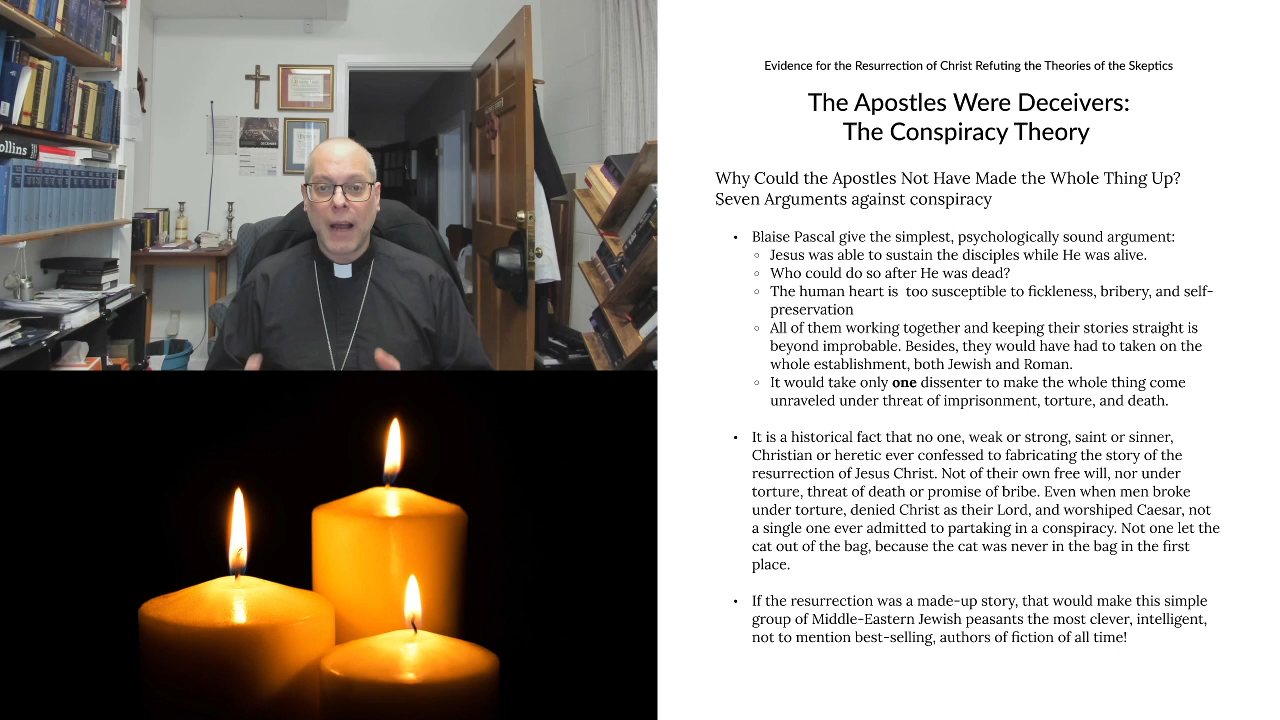 ollins
Evidence for the Resurrection of Christ Refuting the Theories of the Skeptics
The Apostles Were Deceivers:
The Conspiracy Theory
Why Could the Apostles Not Have Made the Whole Thing Up?
Seven Arguments against conspiracy
• Blaise Pascal give the simplest, psychologically sound argument:
◦ Jesus was able to sustain the disciples while He was alive.
◦ Who could do so after He was dead?
◦ The human heart is  too susceptible to fickleness, bribery, and self-
preservation
◦ All of them working together and keeping their stories straight is
beyond improbable. Besides, they would have had to taken on the
whole establishment, both Jewish and Roman.
◦ It would take only one dissenter to make the whole thing come
unraveled under threat of imprisonment, torture, and death.
• It is a historical fact that no one, weak or strong, saint or sinner,
Christian or heretic ever confessed to fabricating the story of the
resurrection of Jesus Christ. Not of their own free will, nor under
torture, threat of death or promise of bribe. Even when men broke
under torture, denied Christ as their Lord, and worshiped Caesar, not
a single one ever admitted to partaking in a conspiracy. Not one let the
cat out of the bag, because the cat was never in the bag in the first
place.
• If the resurrection was a made-up story, that would make this simple
group of Middle-Eastern Jewish peasants the most clever, intelligent,
not to mention best-selling, authors of fiction of all time!